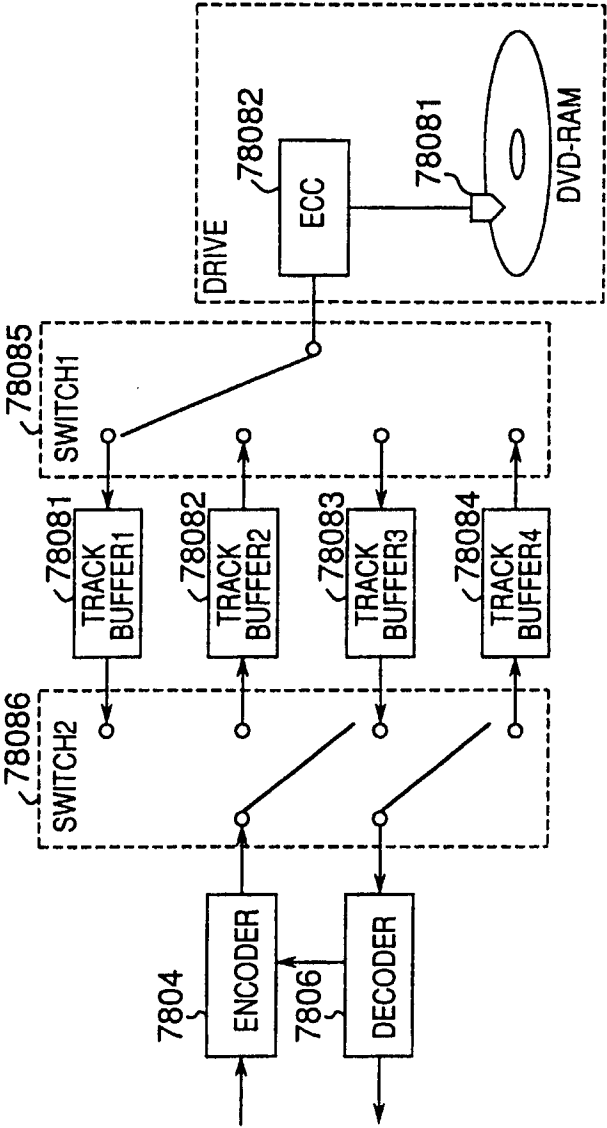 78086
SWITCH2
78085
SWITCH1
DRIVE
78082
ECC
78081
DVD-RAM
78081
TRACK
BUFFER1
78082
TRACK
BUFFER2
78083
TRACK
BUFFER3
78084
TRACK
BUFFER4
7804
ENCODER
7806
DECODER